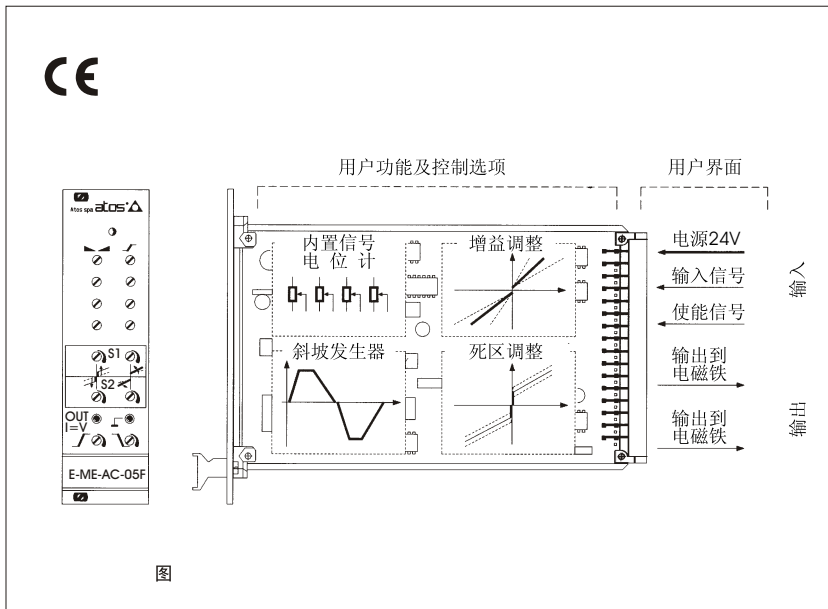 CE
用户功能及控制选项
用户界面
Atos spa atos
内置信号
电位计
增益调整
斜坡发生器
死区调整
电源24V
输入信号
使能信号
输入
输出到
电磁铁
输出到
电磁铁
输出
S1
S2
OUT
I=V
E-ME-AC-05F
图